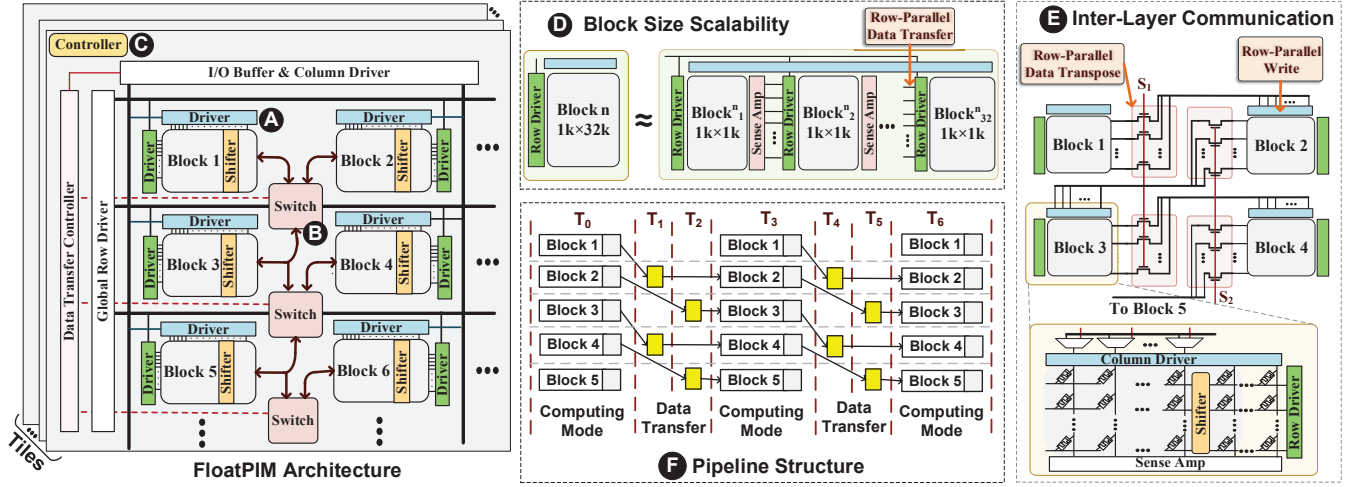 Controller
C
I/O Buffer & Column Driver
Data Transfer Controller
Global Row Driver
Driver
A
Driver
Driver
Block 1
Shifter
Block 2
Shifter
Driver
Switch
B
Driver
Driver
Driver
Block 3
Shifter
Block 4
Shifter
Driver
Switch
Driver
Driver
Driver
Block 5
Shifter
Block 6
Shifter
Driver
Switch
Tiles
FloatPIM Architecture
D Block Size Scalability
Row-Parallel
Data Transfer
Row Driver
Block n
1k×32k
≈
Row Driver
Block n 1
1k×1k
Sense Amp
Row Driver
Block n 2
1k×1k
Sense Amp
Row Driver
Block n 32
1k×1k
T0 T1 T2 T3 T4 T5 T6
Block 1 Block 1 Block 1
Block 2 Block 2 Block 2
Block 3 Block 3 Block 3
Block 4 Block 4 Block 4
Block 5 Block 5 Block 5
Computing
Mode
Data
Transfer
Computing
Mode
Data
Transfer
Computing
Mode
F Pipeline Structure
E Inter-Layer Communication
Row-Parallel
Data Transpose
Row-Parallel
Write
S1
Block 1
Block 2
Block 3
Block 4
S2
To Block 5
Column Driver
Shifter
Row Driver
Sense Amp